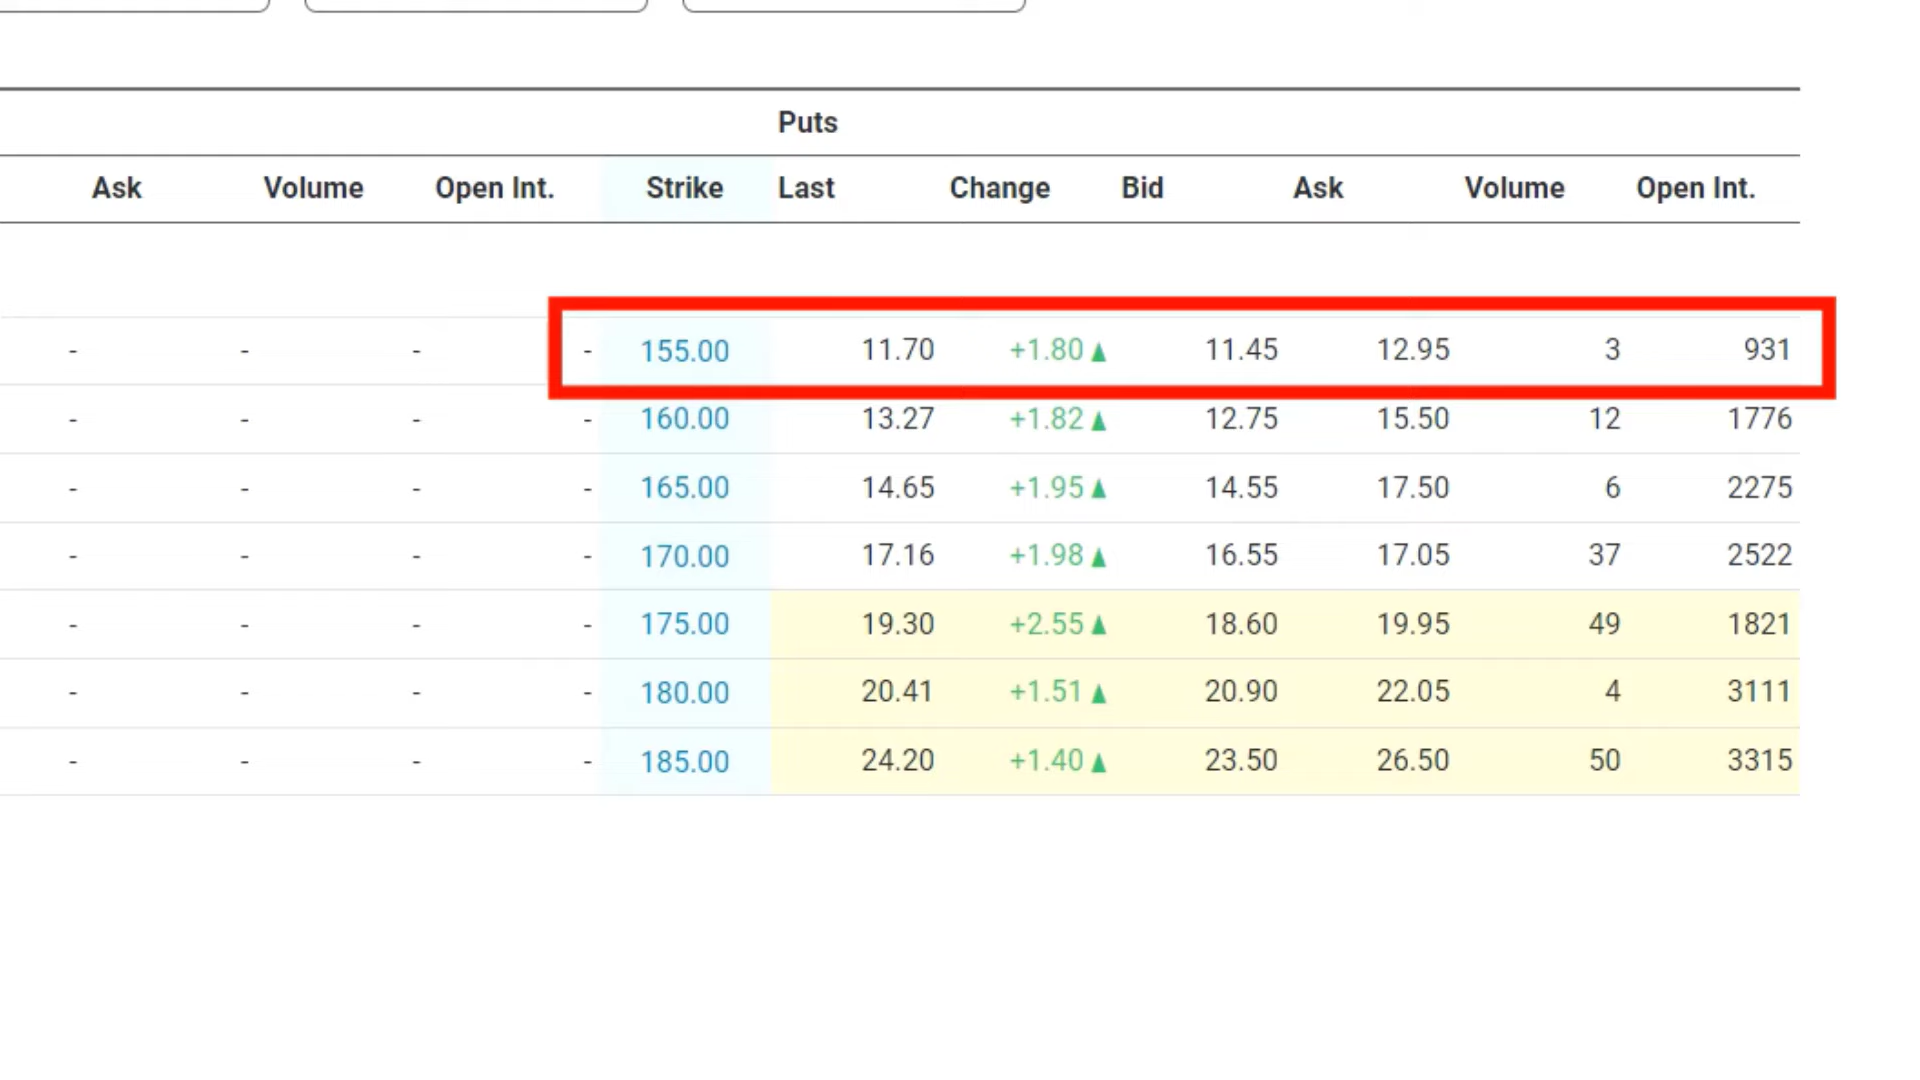 Puts
Ask Volume Open Int. Strike Last Change Bid Ask Volume Open Int.
- - - - 155.00 11.70 +1.80▲ 11.45 12.95 3 931
- - - - 160.00 13.27 +1.82▲ 12.75 15.50 12 1776
- - - - 165.00 14.65 +1.95▲ 14.55 17.50 6 2275
- - - - 170.00 17.16 +1.98▲ 16.55 17.05 37 2522
- - - - 175.00 19.30 +2.55▲ 18.60 19.95 49 1821
- - - - 180.00 20.41 +1.51▲ 20.90 22.05 4 3111
- - - - 185.00 24.20 +1.40▲ 23.50 26.50 50 3315